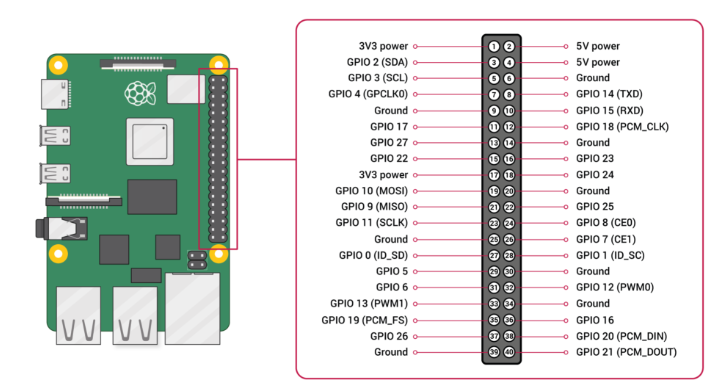 3V3 power 1 2 5V power
GPIO 2 (SDA) 3 4 5V power
GPIO 3 (SCL) 5 6 Ground
GPIO 4 (GPCLK0) 7 8 GPIO 14 (TXD)
Ground 9 10 GPIO 15 (RXD)
GPIO 17 11 12 GPIO 18 (PCM_CLK)
GPIO 27 13 14 Ground
GPIO 22 15 16 GPIO 23
3V3 power 17 18 GPIO 24
GPIO 10 (MOSI) 19 20 Ground
GPIO 9 (MISO) 21 22 GPIO 25
GPIO 11 (SCLK) 23 24 GPIO 8 (CE0)
Ground 25 26 GPIO 7 (CE1)
GPIO 0 (ID_SD) 27 28 GPIO 1 (ID_SC)
GPIO 5 29 30 Ground
GPIO 6 31 32 GPIO 12 (PWM0)
GPIO 13 (PWM1) 33 34 Ground
GPIO 19 (PCM_FS) 35 36 GPIO 16
GPIO 26 37 38 GPIO 20 (PCM_DIN)
Ground 39 40 GPIO 21 (PCM_DOUT)